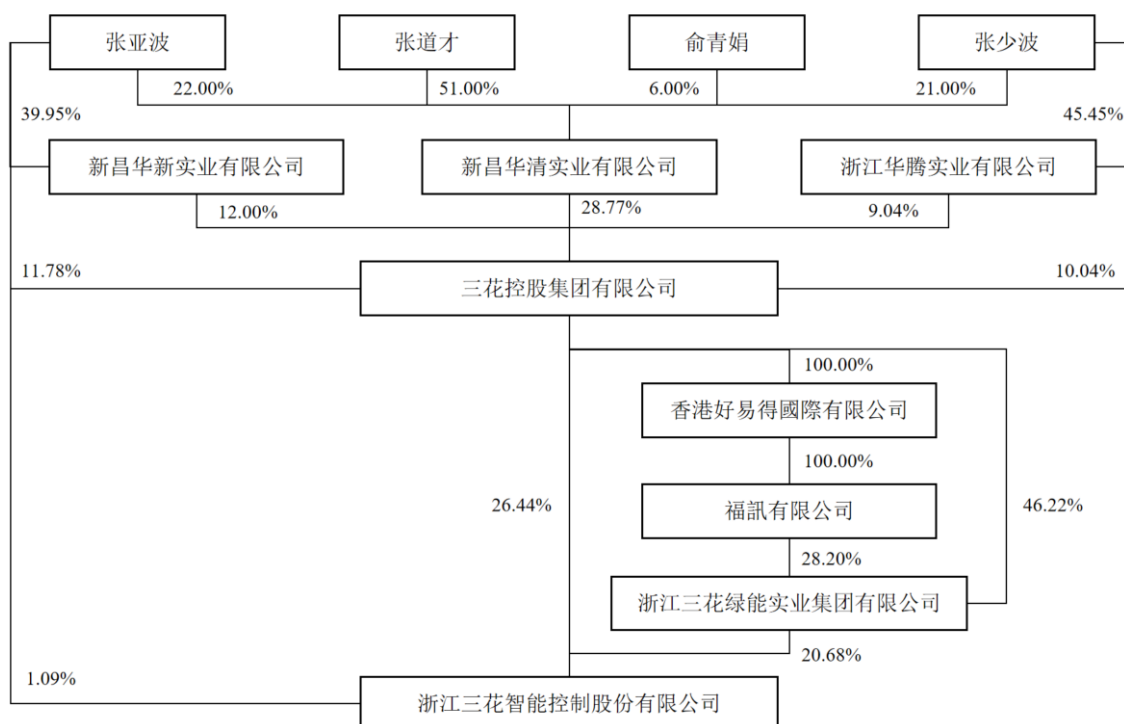 张亚波
张道才
俞青娟
张少波
22.00%
51.00%
6.00%
21.00%
39.95%
45.45%
新昌华新实业有限公司
新昌华清实业有限公司
浙江华腾实业有限公司
12.00%
28.77%
9.04%
11.78%
三花控股集团有限公司
10.04%
100.00%
香港好易得國際有限公司
100.00%
26.44%
福訊有限公司
46.22%
28.20%
浙江三花绿能实业集团有限公司
20.68%
1.09%
浙江三花智能控制股份有限公司